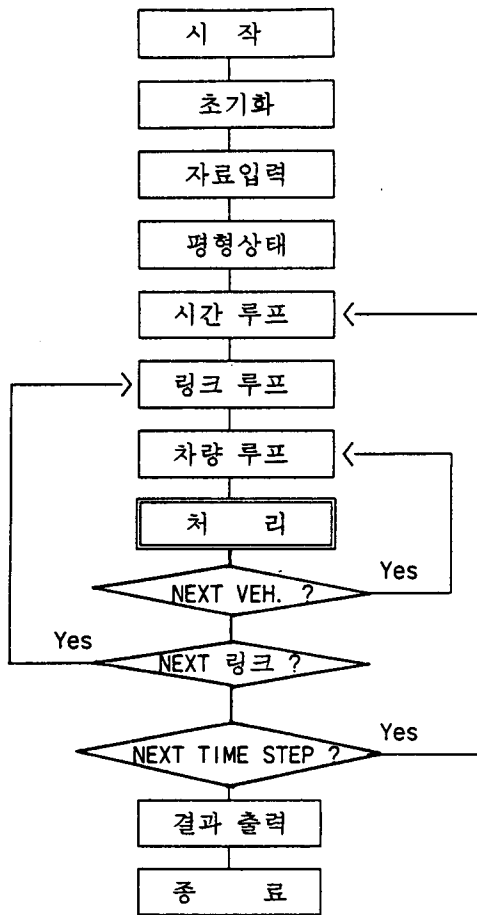 시 작
초기화
자료입력
평형상태
시간 루프
링크 루프
차량 루프
처 리
NEXT VEH. ?
Yes
Yes
NEXT 링크 ?
NEXT TIME STEP ?
Yes
결과 출력
종 료